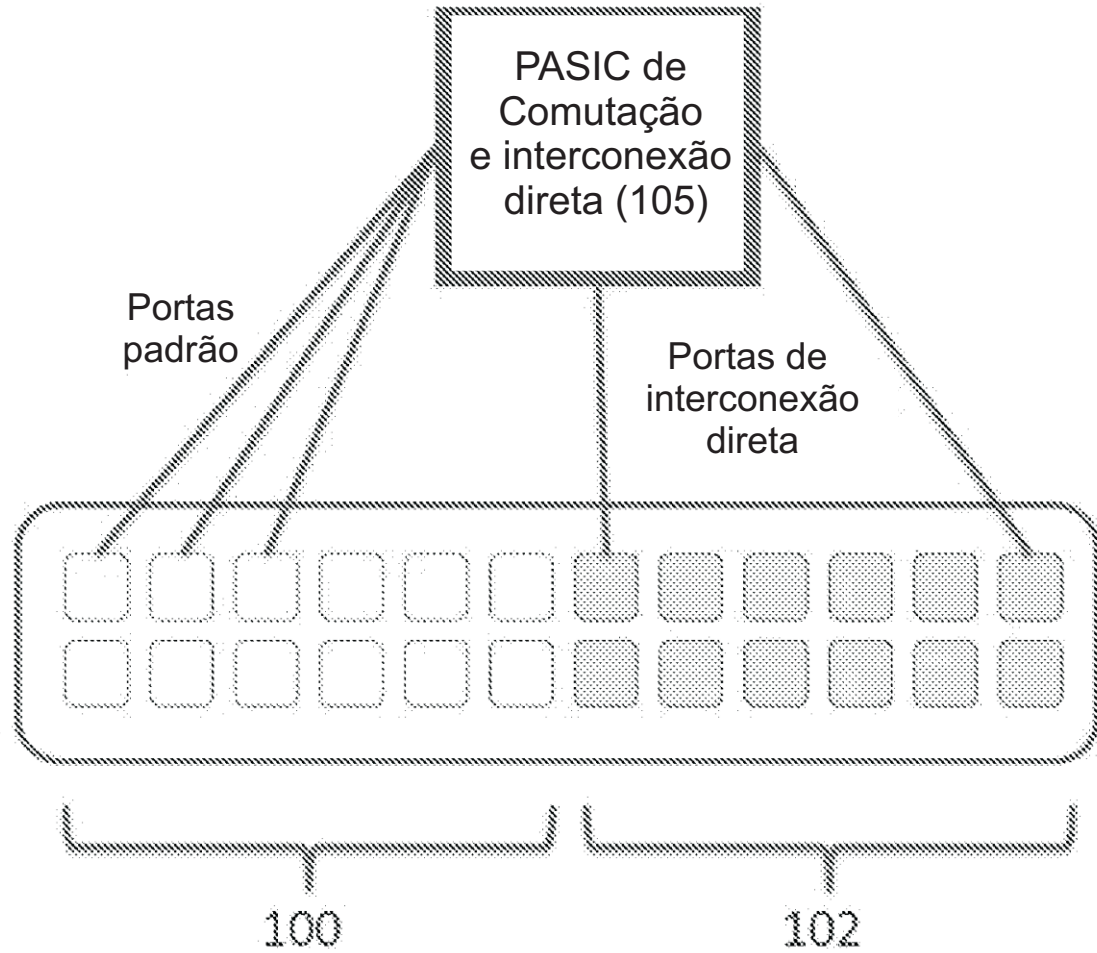 PASIC de
Comutação
e interconexão
direta (105)
Portas
padrão
Portas de
interconexão
direta
100
102